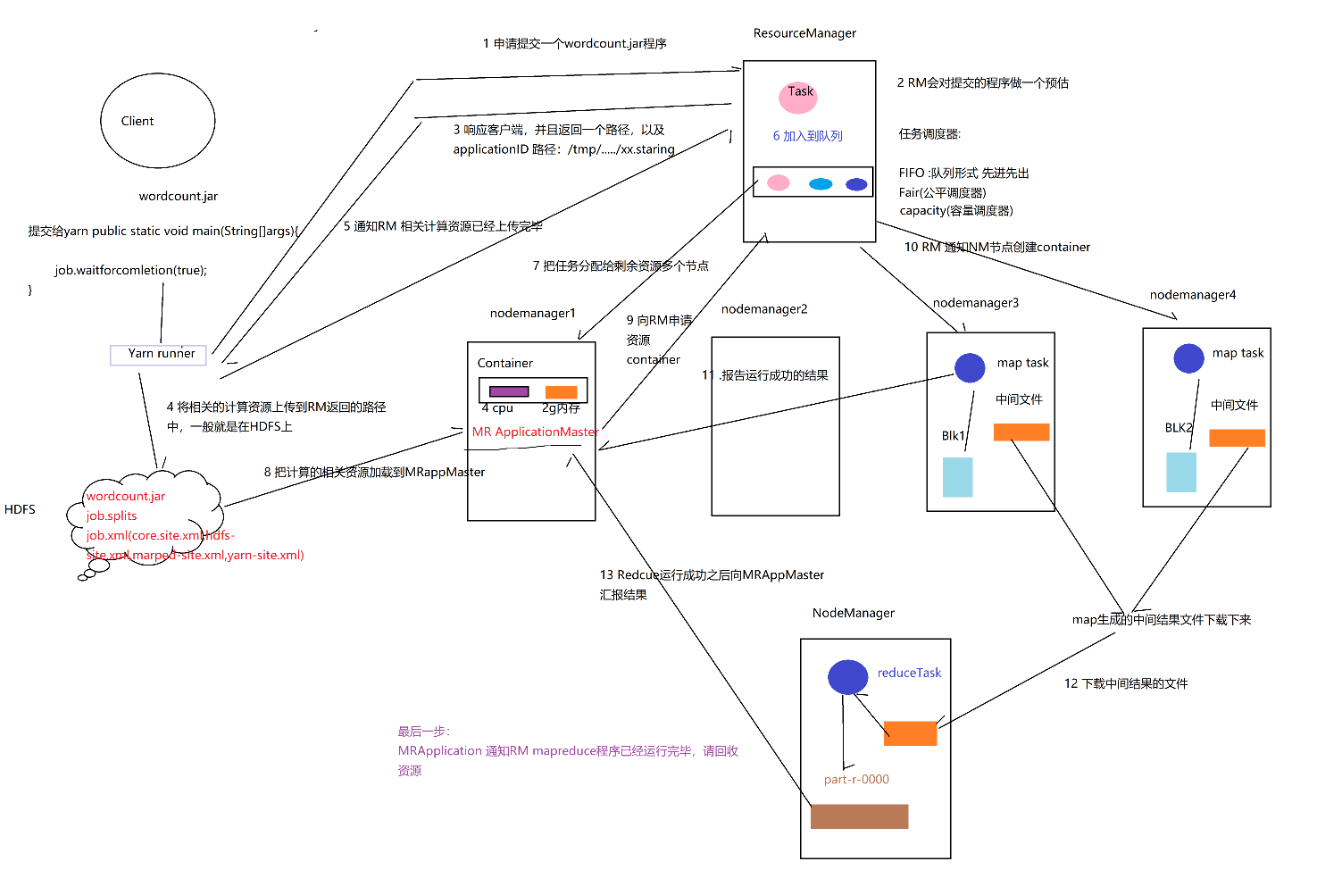 ResourceManager
1 申请提交一个wordcount.jar程序
Task
2 RM会对提交的程序做一个预估
Client
3 响应客户端，并且返回一个路径，以及
applicationID 路径：/tmp/...../xx.staring
6 加入到队列
任务调度器:
FIFO :队列形式 先进先出
Fair(公平调度器)
capacity(容量调度器)
wordcount.jar
提交给yarn public static void main(String[]args){
job.waitforcomletion(true);
}
5 通知RM 相关计算资源已经上传完毕
10 RM 通知NM节点创建container
7 把任务分配给剩余资源多个节点
nodemanager1
nodemanager2
nodemanager3
nodemanager4
9 向RM申请
资源
container
Yarn runner
Container
4 cpu
2g内存
MR ApplicationMaster
11 .报告运行成功的结果
map task
中间文件
Blk1
map task
中间文件
BLK2
4 将相关的计算资源上传到RM返回的路径
中，一般就是在HDFS上
8 把计算的相关资源加载到MRappMaster
HDFS
wordcount.jar
job.splits
job.xml(core.site.xml,hdfs-
site.xml,marped-site.xml,yarn-site.xml)
13 Redcue运行成功之后向MRAppMaster
汇报结果
NodeManager
map生成的中间结果文件下载下来
reduceTask
12 下载中间结果的文件
part-r-0000
最后一步：
MRApplication 通知RM mapreduce程序已经运行完毕，请回收
资源